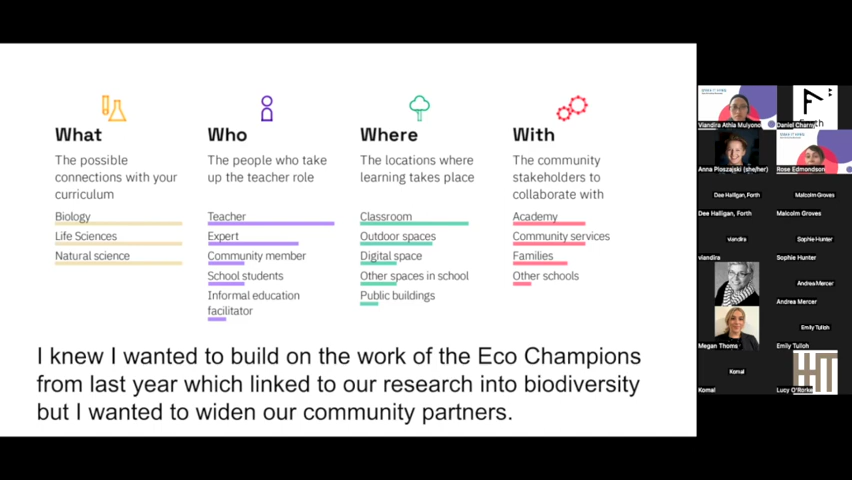 What
Who
Where
With
The possible
connections with your
curriculum
The people who take
up the teacher role
The locations where
learning takes place
The community
stakeholders to
collaborate with
Biology
Life Sciences
Natural science
Teacher
Expert
Community member
School students
Informal education
facilitator
Classroom
Outdoor spaces
Digital space
Other spaces in school
Public buildings
Academy
Community services
Families
Other schools
I knew I wanted to build on the work of the Eco Champions
from last year which linked to our research into biodiversity
but I wanted to widen our community partners.
Viandira Athia Mulyono
Anna Ploszajski (she/her)
Rose Edmondson
Dee Halligan, Forth
Malcolm Groves
Dee Halligan, Forth
Malcolm Groves
viandira
Sophie Hunter
viandira
Sophie Hunter
Andrea Mercer
Andrea Mercer
Emily Tulloh
Megan Thoms
Emily Tulloh
Komal
Komal